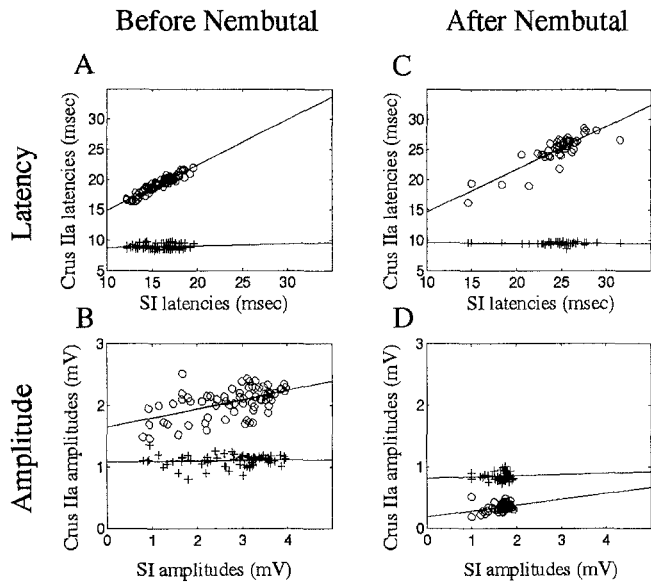 Before Nembutal
After Nembutal
A
C
Latency
Crus IIa latencies (msec)
30
25
20
15
10
5
10 15 20 25 30
SI latencies (msec)
Crus IIa latencies (msec)
30
25
20
15
10
5
10 15 20 25 30
SI latencies (msec)
B
D
Amplitude
Crus IIa amplitudes (mV)
3
2
1
0
0 1 2 3 4
SI amplitudes (mV)
Crus IIa amplitudes (mV)
3
2
1
0
0 1 2 3 4
SI amplitudes (mV)